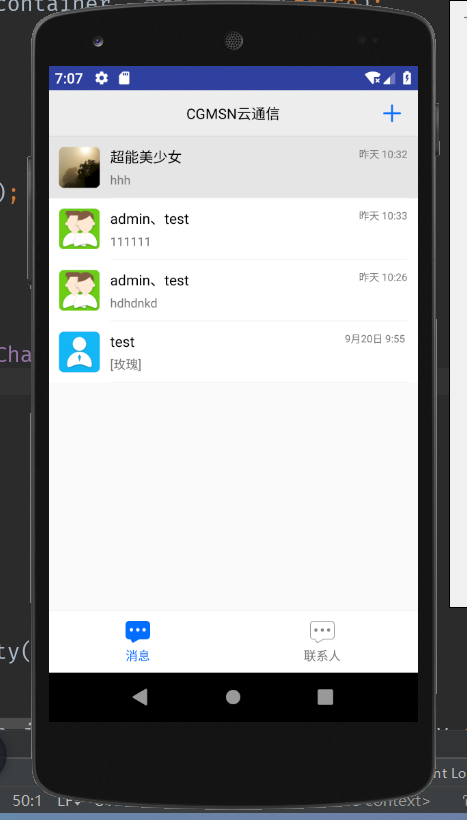 container
);
7:07
CGMSN云通信
超能美少女
昨天 10:32
hhh
admin、test
昨天 10:33
111111
admin、test
昨天 10:26
hdhdnkd
test
9月20日 9:55
[玫瑰]
);
Cha
消息
联系人
ty(
nt Lo
50:1
context>